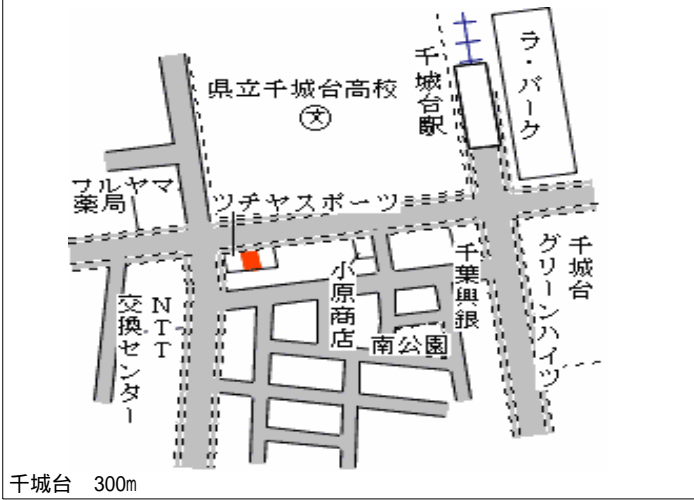 ラ・パーク
千城台駅
県立千城台高校
文
フルヤマ
薬局
ツチヤスポーツ
千城台
グリーンハイツ
千葉興銀
小原商店
南公園
NTT
交換センター
千城台 300m